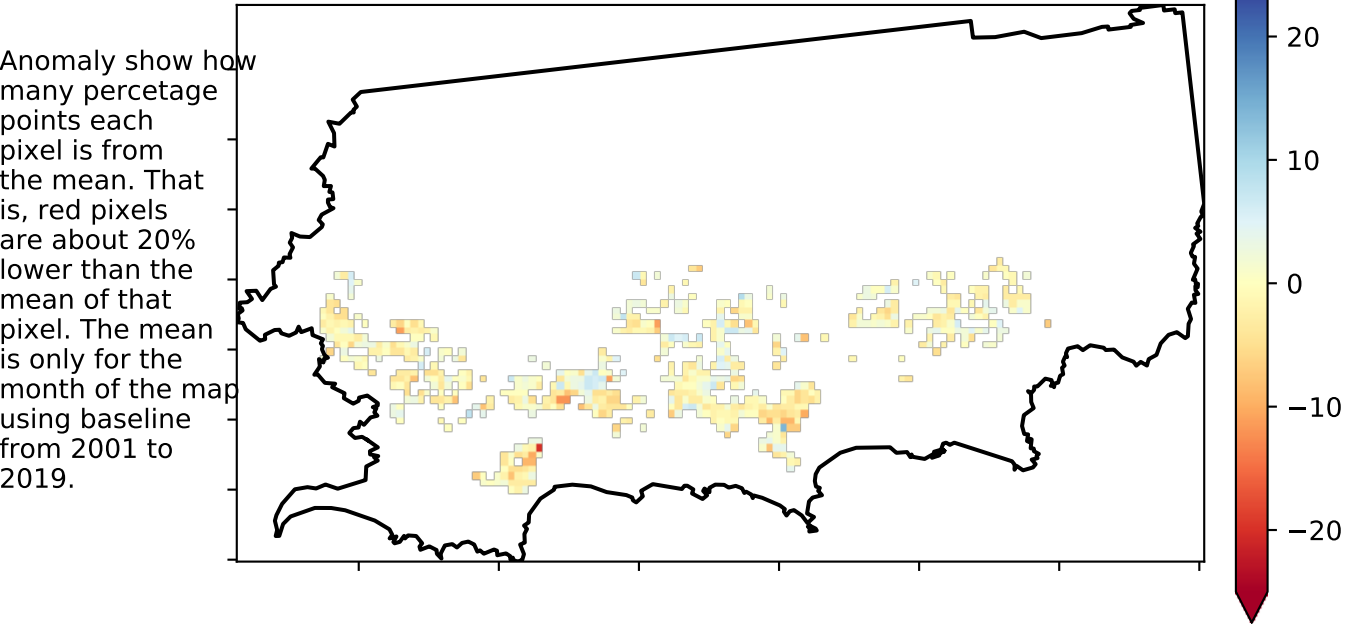 Anomaly show how
many percetage
points each
pixel is from
the mean. That
is, red pixels
are about 20%
lower than the
mean of that
pixel. The mean
is only for the
month of the map
using baseline
from 2001 to
2019.
20
10
0
−10
−20